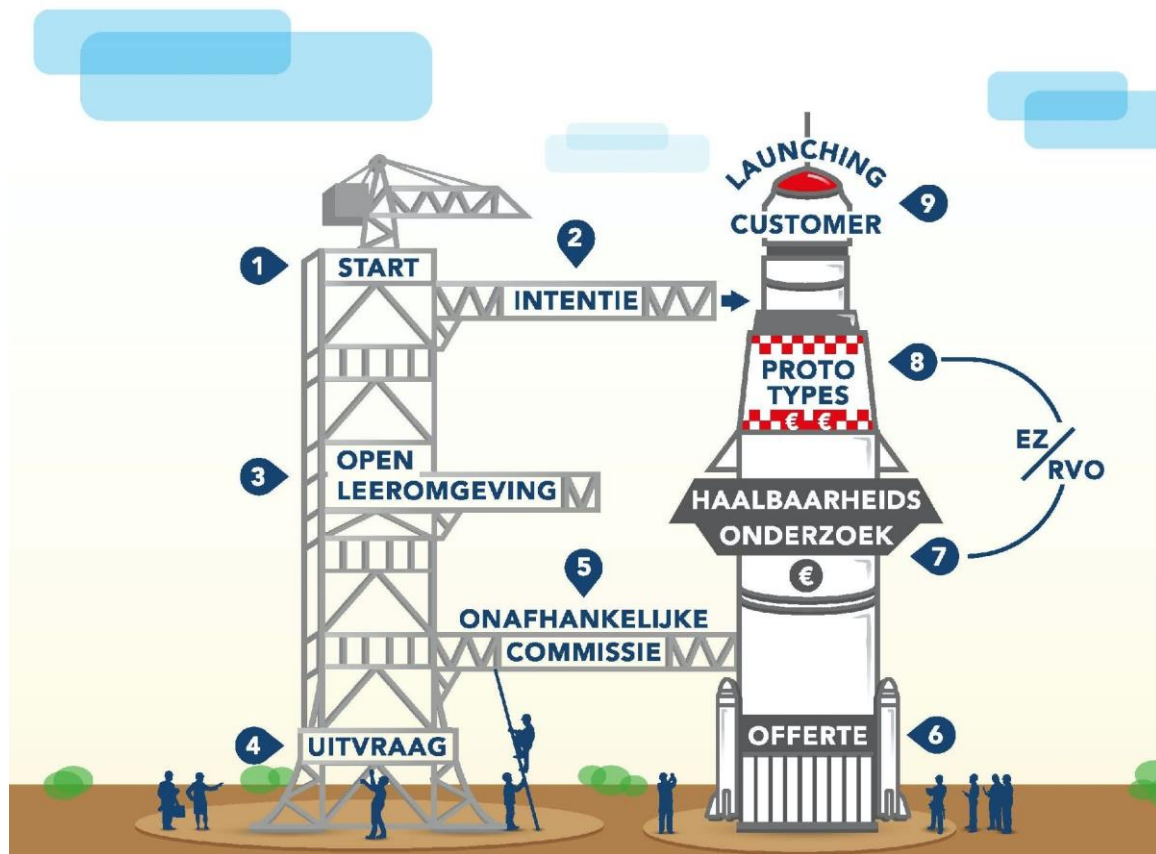 1
START
2
INTENTIE
3
OPEN
LEEROMGEVING
4
UITVRAAG
5
ONAFHANKELIJKE
COMMISSIE
6
OFFERTE
7
HAALBAARHEIDS
ONDERZOEK
€
8
PROTO
TYPES
€ €
EZ/
RVO
9
LAUNCHING
CUSTOMER